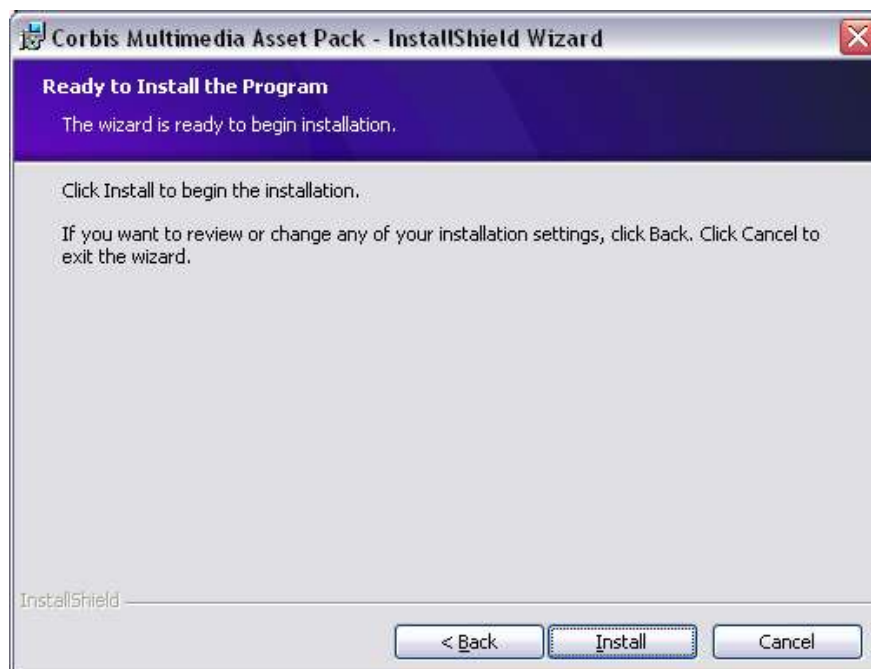 Corbis Multimedia Asset Pack - InstallShield Wizard
Ready to Install the Program
The wizard is ready to begin installation.
Click Install to begin the installation.
If you want to review or change any of your installation settings, click Back. Click Cancel to
exit the wizard.
InstallShield
< Back Install Cancel